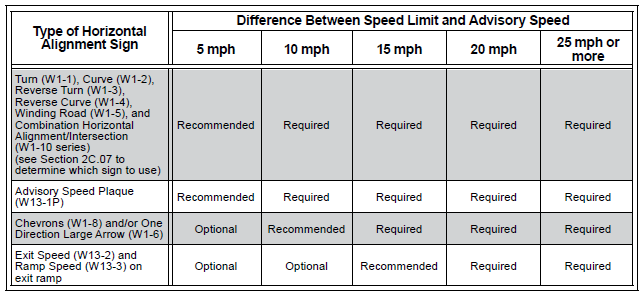 Type of Horizontal
Alignment Sign
Difference Between Speed Limit and Advisory Speed
5 mph
10 mph
15 mph
20 mph
25 mph or
more
Turn (W1-1), Curve (W1-2),
Reverse Turn (W1-3),
Reverse Curve (W1-4),
Winding Road (W1-5), and
Combination Horizontal
Alignment/Intersection
(W1-10 series)
(see Section 2C.07 to
determine which sign to use)
Recommended
Required
Required
Required
Required
Advisory Speed Plaque
(W13-1P)
Recommended
Required
Required
Required
Required
Chevrons (W1-8) and/or One
Direction Large Arrow (W1-6)
Optional
Recommended
Required
Required
Required
Exit Speed (W13-2) and
Ramp Speed (W13-3) on
exit ramp
Optional
Optional
Recommended
Required
Required